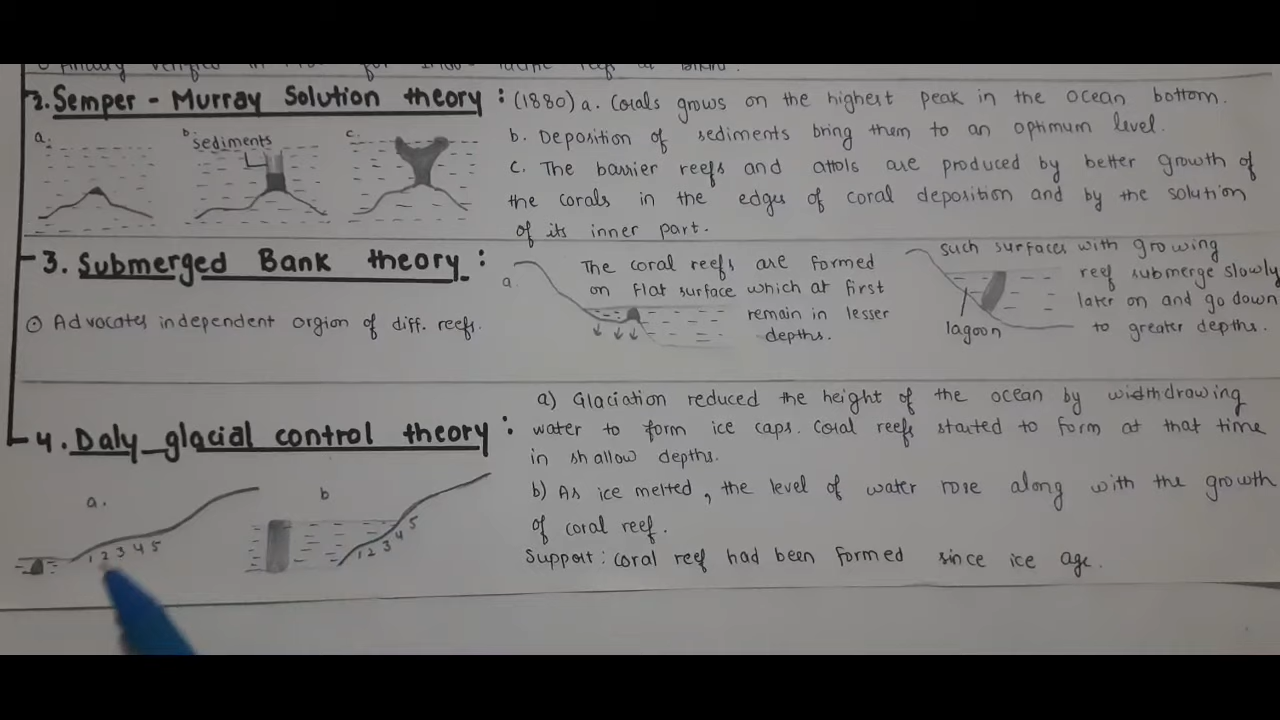 2. Semper - Murray Solution theory : (1880) a. Corals grows on the highest peak in the ocean bottom.
b. Deposition of sediments bring them to an optimum level.
c. The barrier reefs and attols are produced by better growth of
the corals in the edges of coral deposition and by the solution
of its inner part.
a.
b sediments
c.
3. Submerged Bank theory :
⊙ Advocates independent orgion of diff. reefs.
a.
The coral reefs are formed
on flat surface which at first
remain in lesser
depths.
such surfaces with growing
reef submerge slowly
later on and go down
to greater depths.
lagoon
4. Daly glacial control theory :
a) Glaciation reduced the height of the ocean by widthdrawing
water to form ice caps. Coral reefs started to form at that time
in shallow depths.
b) As ice melted, the level of water rose along with the growth
of coral reef.
Support : coral reef had been formed since ice age.
a.
1 2 3 4 5
b
1 2 3 4 5